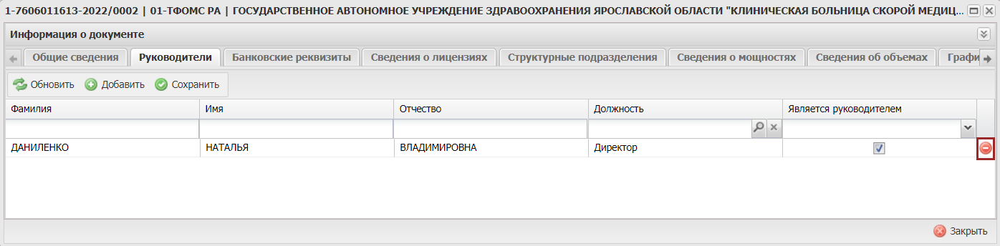 1-7606011613-2022/0002 | 01-ТФОМС РА | ГОСУДАРСТВЕННОЕ АВТОНОМНОЕ УЧРЕЖДЕНИЕ ЗДРАВООХРАНЕНИЯ ЯРОСЛАВСКОЙ ОБЛАСТИ "КЛИНИЧЕСКАЯ БОЛЬНИЦА СКОРОЙ МЕДИЦ...
Информация о документе
Общие сведения Руководители Банковские реквизиты Сведения о лицензиях Структурные подразделения Сведения о мощностях Сведения об объемах Графи
Обновить Добавить Сохранить
Фамилия Имя Отчество Должность Является руководителем
ДАНИЛЕНКО НАТАЛЬЯ ВЛАДИМИРОВНА Директор
Закрыть